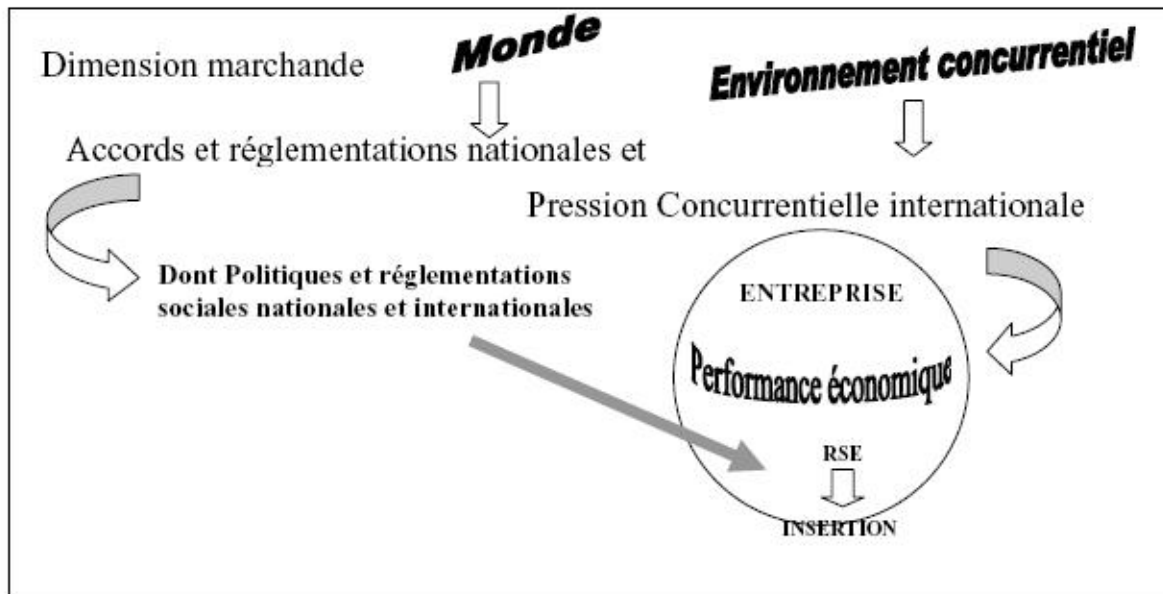 Dimension marchande
Monde
Environnement concurrentiel
Accords et réglementations nationales et
Pression Concurrentielle internationale
Dont Politiques et réglementations
sociales nationales et internationales
ENTREPRISE
Performance économique
RSE
INSERTION